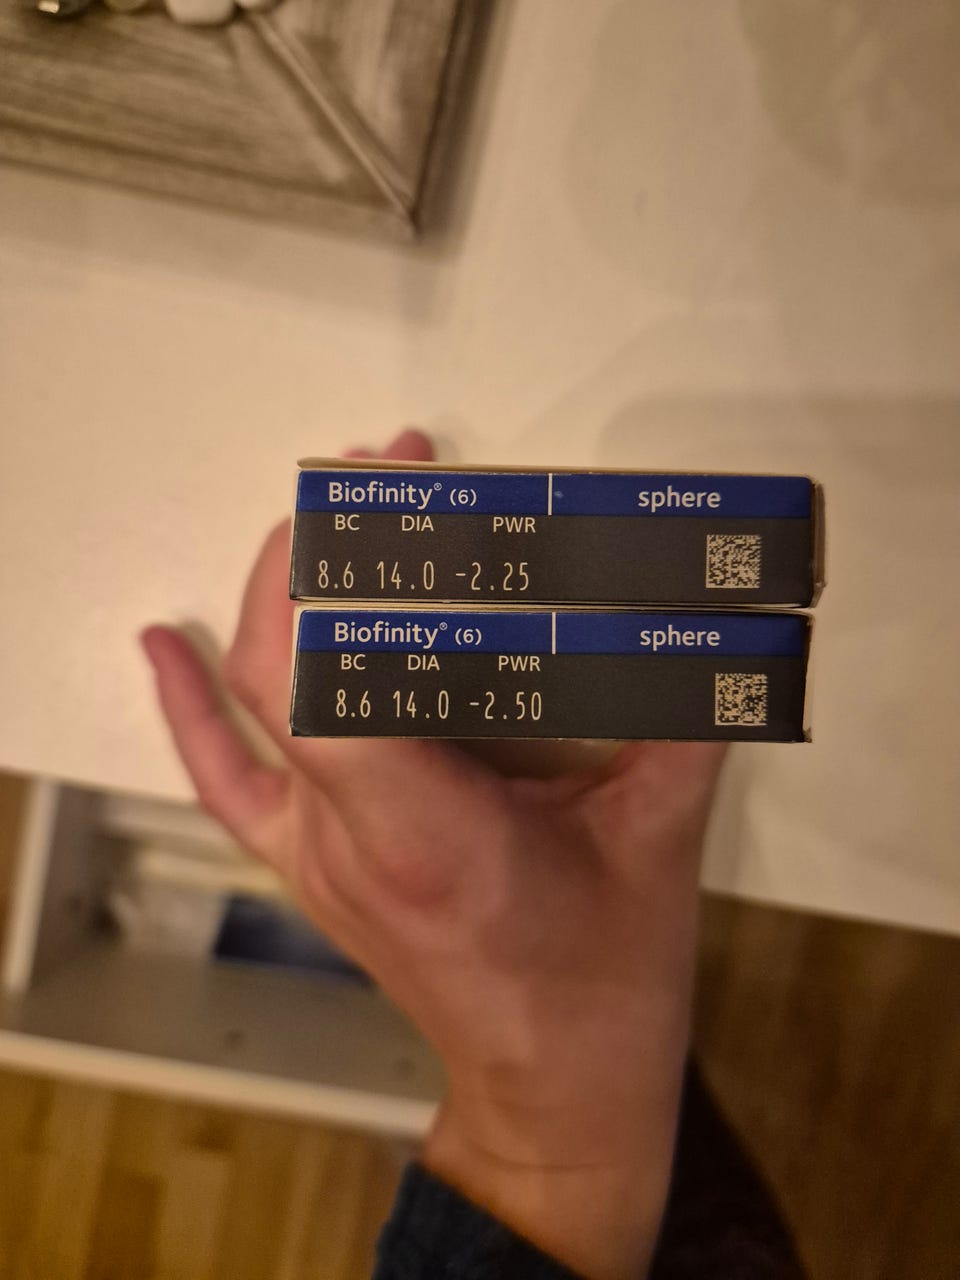 Biofinity® (6) sphere
BC DIA PWR
8.6 14.0 -2.25
Biofinity® (6) sphere
BC DIA PWR
8.6 14.0 -2.50